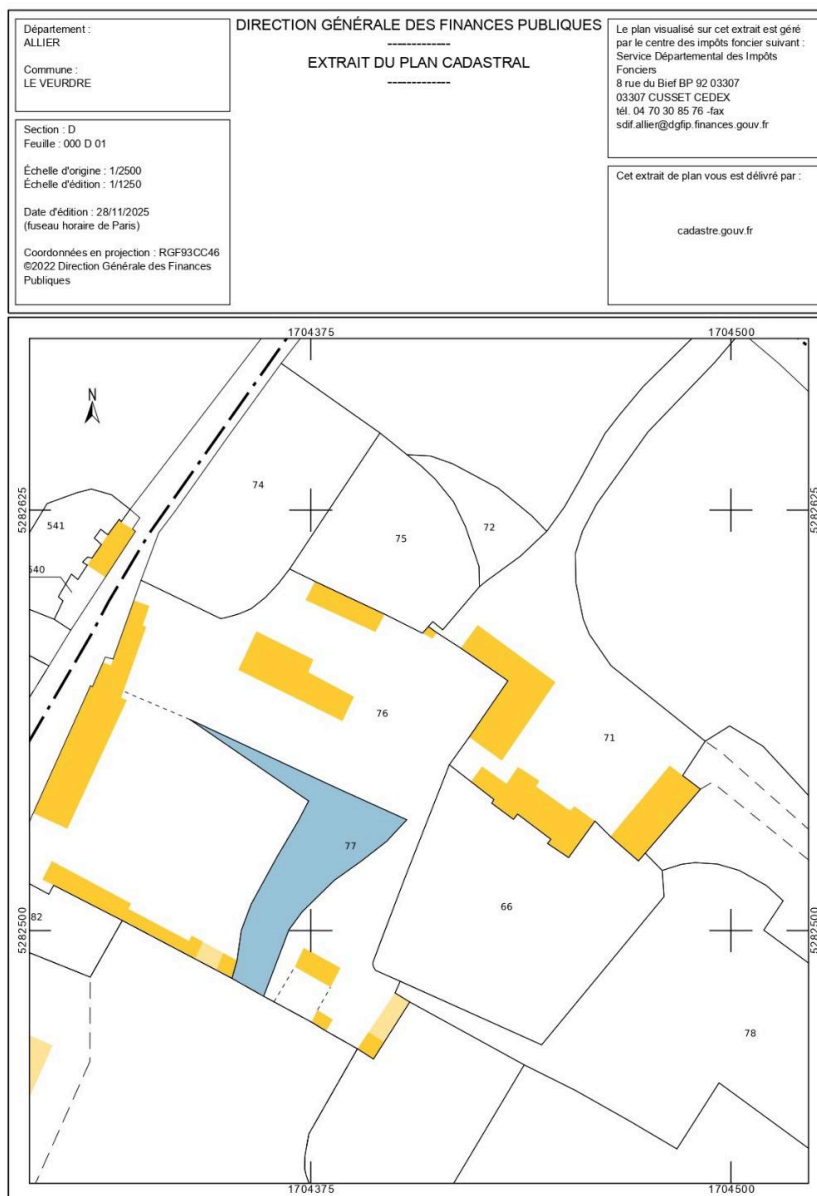 Département :
ALLIER
Commune :
LE VEURDRE
Section : D
Feuille : 000 D 01
Échelle d'origine : 1/2500
Échelle d'édition : 1/1250
Date d'édition : 28/11/2025
(fuseau horaire de Paris)
Coordonnées en projection : RGF93CC46
©2022 Direction Générale des Finances
Publiques
DIRECTION GÉNÉRALE DES FINANCES PUBLIQUES
-------------
EXTRAIT DU PLAN CADASTRAL
-------------
Le plan visualisé sur cet extrait est géré
par le centre des impôts foncier suivant :
Service Départemental des Impôts
Fonciers
8 rue du Bief BP 92 03307
03307 CUSSET CEDEX
tél. 04 70 30 85 76 -fax
sdif.allier@dgfip.finances.gouv.fr
Cet extrait de plan vous est délivré par :
cadastre.gouv.fr
1704375
1704500
N
74
5282625
5282625
541
72
75
76
71
77
66
82
5282500
5282500
78
1704375
1704500